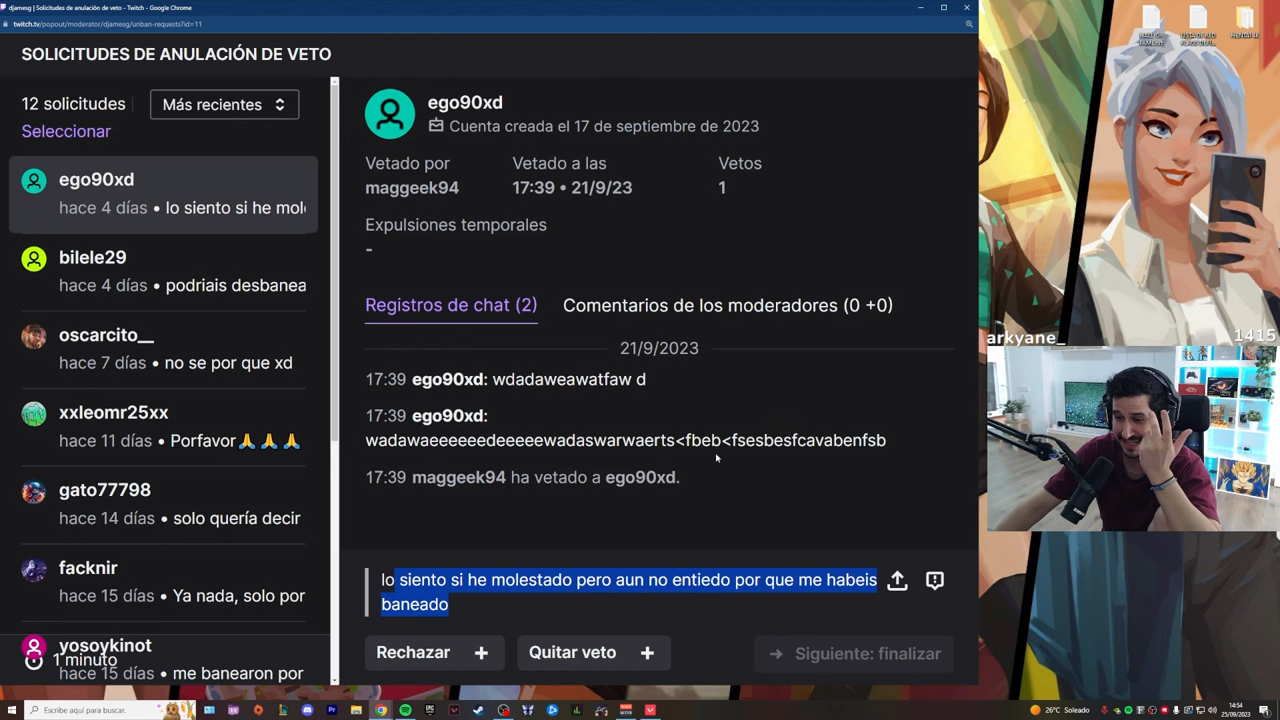 djamesg | Solicitudes de anulación de veto - Twitch - Google Chrome
twitch.tv/popout/moderator/djamesg/unban-requests?id=11
SOLICITUDES DE ANULACIÓN DE VETO
12 solicitudes
Más recientes
Seleccionar
ego90xd
hace 4 días • lo siento si he mole
bilele29
hace 4 días • podriais desbanea
oscarcito__
hace 7 días • no se por que xd
xxleomr25xx
hace 11 días • Porfavor🙏🙏🙏
gato77798
hace 14 días • solo quería decir
facknir
hace 15 días • Ya nada, solo por
yosoykinot
1 minuto
hace 15 días • me banearon por
ego90xd
Cuenta creada el 17 de septiembre de 2023
Vetado por Vetado a las Vetos
maggeek94 17:39 • 21/9/23 1
Expulsiones temporales
-
Registros de chat (2) Comentarios de los moderadores (0 +0)
21/9/2023
17:39 ego90xd: wdadaweawatfaw d
17:39 ego90xd:
wadawaeeeeeedeeeeewadaswarwaerts<fbeb<fsesbesfcavabenfsb
17:39 maggeek94 ha vetado a ego90xd.
lo siento si he molestado pero aun no entiedo por que me habeis
baneado
Rechazar +
Quitar veto +
Siguiente: finalizar
arkyane_ 1415
Escribe aquí para buscar.
26°C Soleado
14:54
25/09/2023